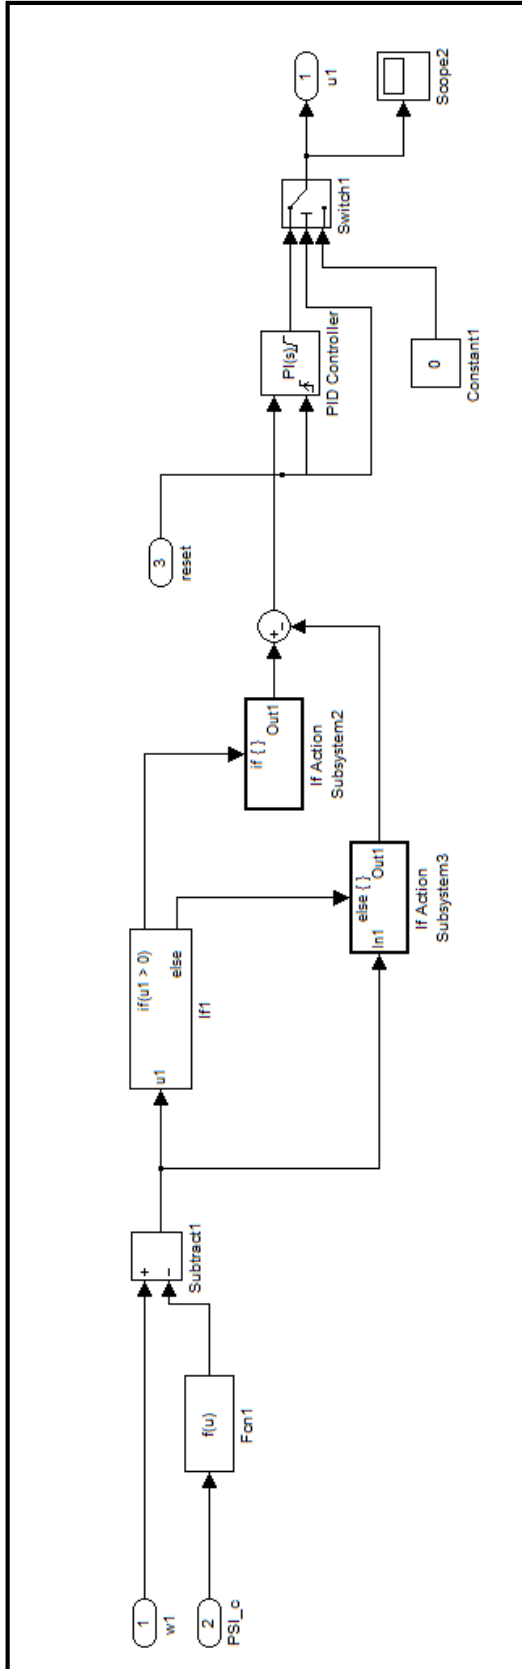 1
w1
2
PSI_c
f(u)
Fcn1
+
−
Subtract1
u1
if(u1 > 0)
else
If1
if { }
Out1
If Action
Subsystem2
else { }
In1
Out1
If Action
Subsystem3
+
−
3
reset
PI(s)
PID Controller
0
Constant1
Switch1
1
u1
Scope2